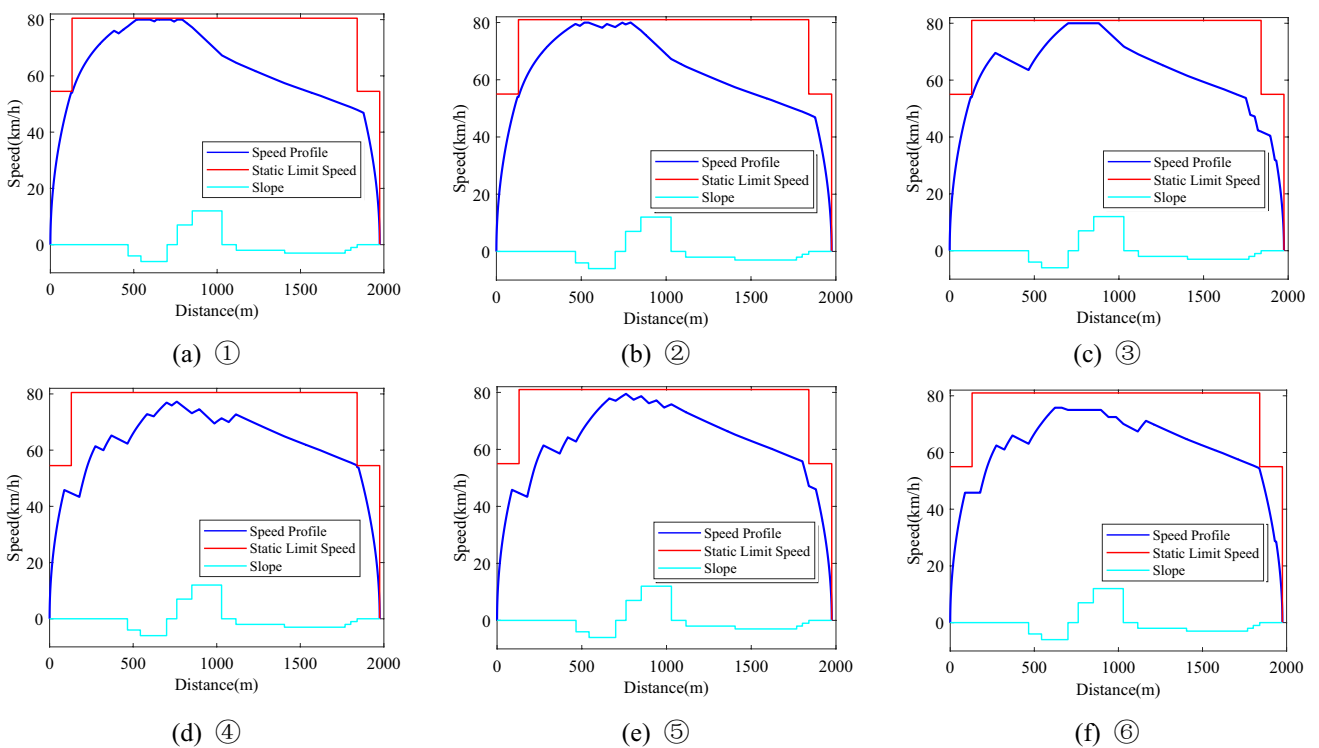 80
60
40
20
0
Speed(km/h)
Speed Profile
Static Limit Speed
Slope
0 500 1000 1500 2000
Distance(m)
(a) ①
80
60
40
20
0
Speed(km/h)
Speed Profile
Static Limit Speed
Slope
0 500 1000 1500 2000
Distance(m)
(b) ②
80
60
40
20
0
Speed(km/h)
Speed Profile
Static Limit Speed
Slope
0 500 1000 1500 2000
Distance(m)
(c) ③
80
60
40
20
0
Speed(km/h)
Speed Profile
Static Limit Speed
Slope
0 500 1000 1500 2000
Distance(m)
(d) ④
80
60
40
20
0
Speed(km/h)
Speed Profile
Static Limit Speed
Slope
0 500 1000 1500 2000
Distance(m)
(e) ⑤
80
60
40
20
0
Speed(km/h)
Speed Profile
Static Limit Speed
Slope
0 500 1000 1500 2000
Distance(m)
(f) ⑥